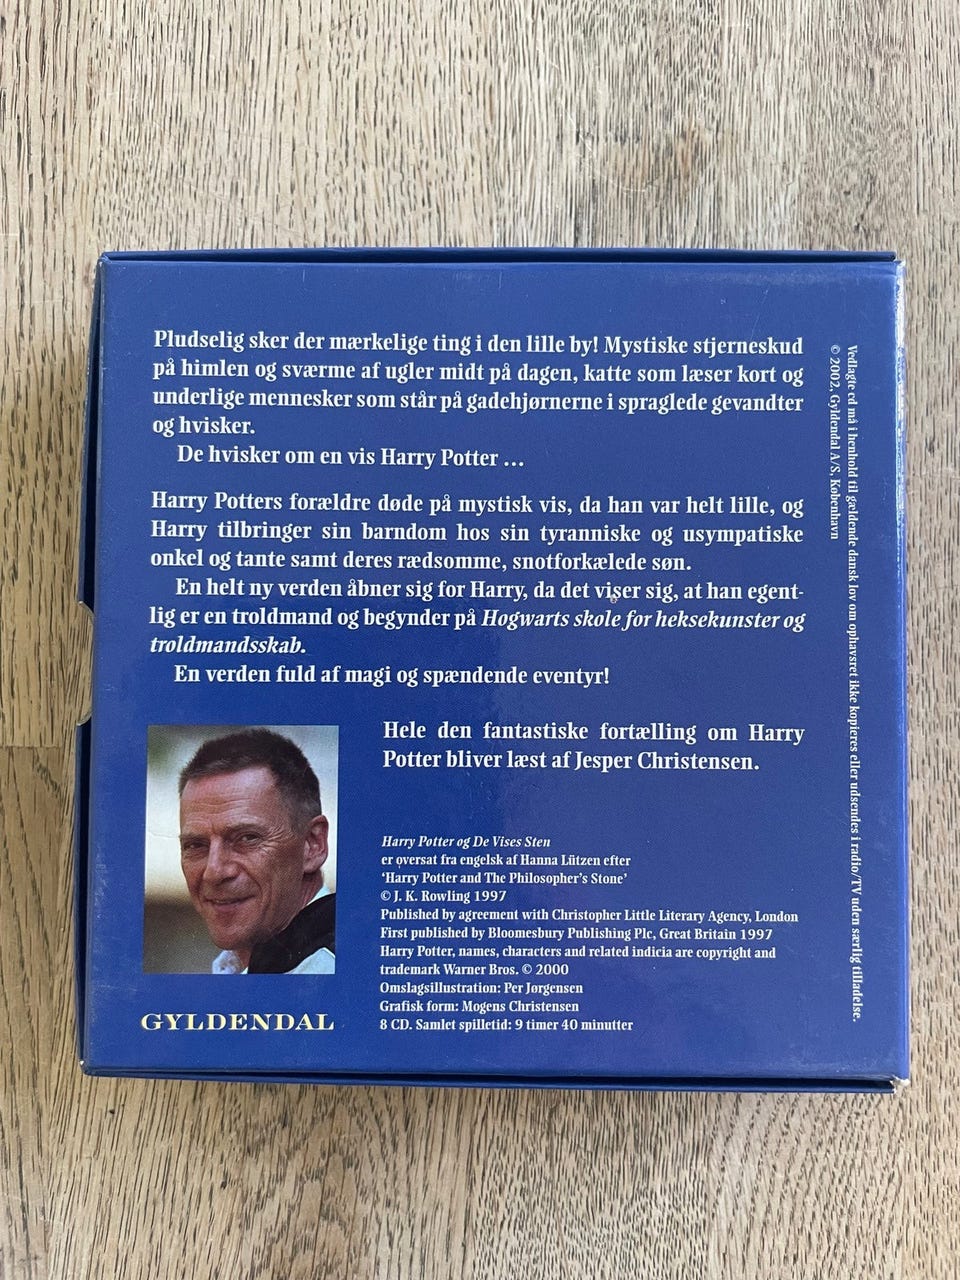 Pludselig sker der mærkelige ting i den lille by! Mystiske stjerneskud
på himlen og sværme af ugler midt på dagen, katte som læser kort og
underlige mennesker som står på gadehjørnerne i spraglede gevandter
og hvisker.
De hvisker om en vis Harry Potter ...
Harry Potters forældre døde på mystisk vis, da han var helt lille, og
Harry tilbringer sin barndom hos sin tyranniske og usympatiske
onkel og tante samt deres rædsomme, snotforkælede søn.
En helt ny verden åbner sig for Harry, da det viser sig, at han egent-
lig er en troldmand og begynder på Hogwarts skole for heksekunster og
troldmandsskab.
En verden fuld af magi og spændende eventyr!
Hele den fantastiske fortælling om Harry
Potter bliver læst af Jesper Christensen.
Harry Potter og De Vises Sten
er oversat fra engelsk af Hanna Lützen efter
‘Harry Potter and The Philosopher’s Stone’
© J. K. Rowling 1997
Published by agreement with Christopher Little Literary Agency, London
First published by Bloomsbury Publishing Plc, Great Britain 1997
Harry Potter, names, characters and related indicia are copyright and
trademark Warner Bros. © 2000
Omslagsillustration: Per Jørgensen
Grafisk form: Mogens Christensen
8 CD. Samlet spilletid: 9 timer 40 minutter
GYLDENDAL
Vedlagte cd må i henhold til gældende dansk lov om ophavsret ikke kopieres eller udsendes i radio/TV uden særlig tilladelse.
© 2002, Gyldendal A/S, København